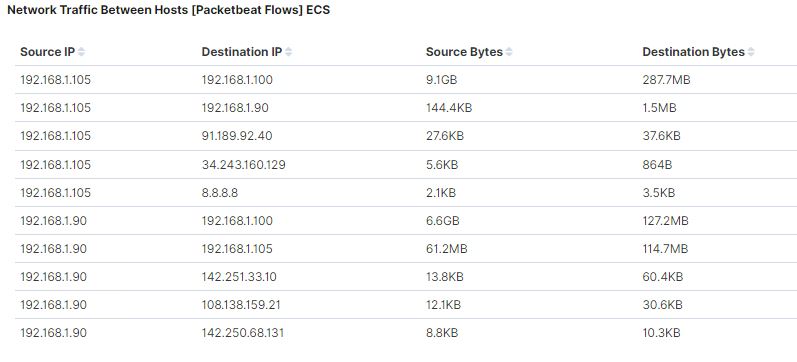 Network Traffic Between Hosts [Packetbeat Flows] ECS
Source IP Destination IP Source Bytes Destination Bytes
192.168.1.105 192.168.1.100 9.1GB 287.7MB
192.168.1.105 192.168.1.90 144.4KB 1.5MB
192.168.1.105 91.189.92.40 27.6KB 37.6KB
192.168.1.105 34.243.160.129 5.6KB 864B
192.168.1.105 8.8.8.8 2.1KB 3.5KB
192.168.1.90 192.168.1.100 6.6GB 127.2MB
192.168.1.90 192.168.1.105 61.2MB 114.7MB
192.168.1.90 142.251.33.10 13.8KB 60.4KB
192.168.1.90 108.138.159.21 12.1KB 30.6KB
192.168.1.90 142.250.68.131 8.8KB 10.3KB